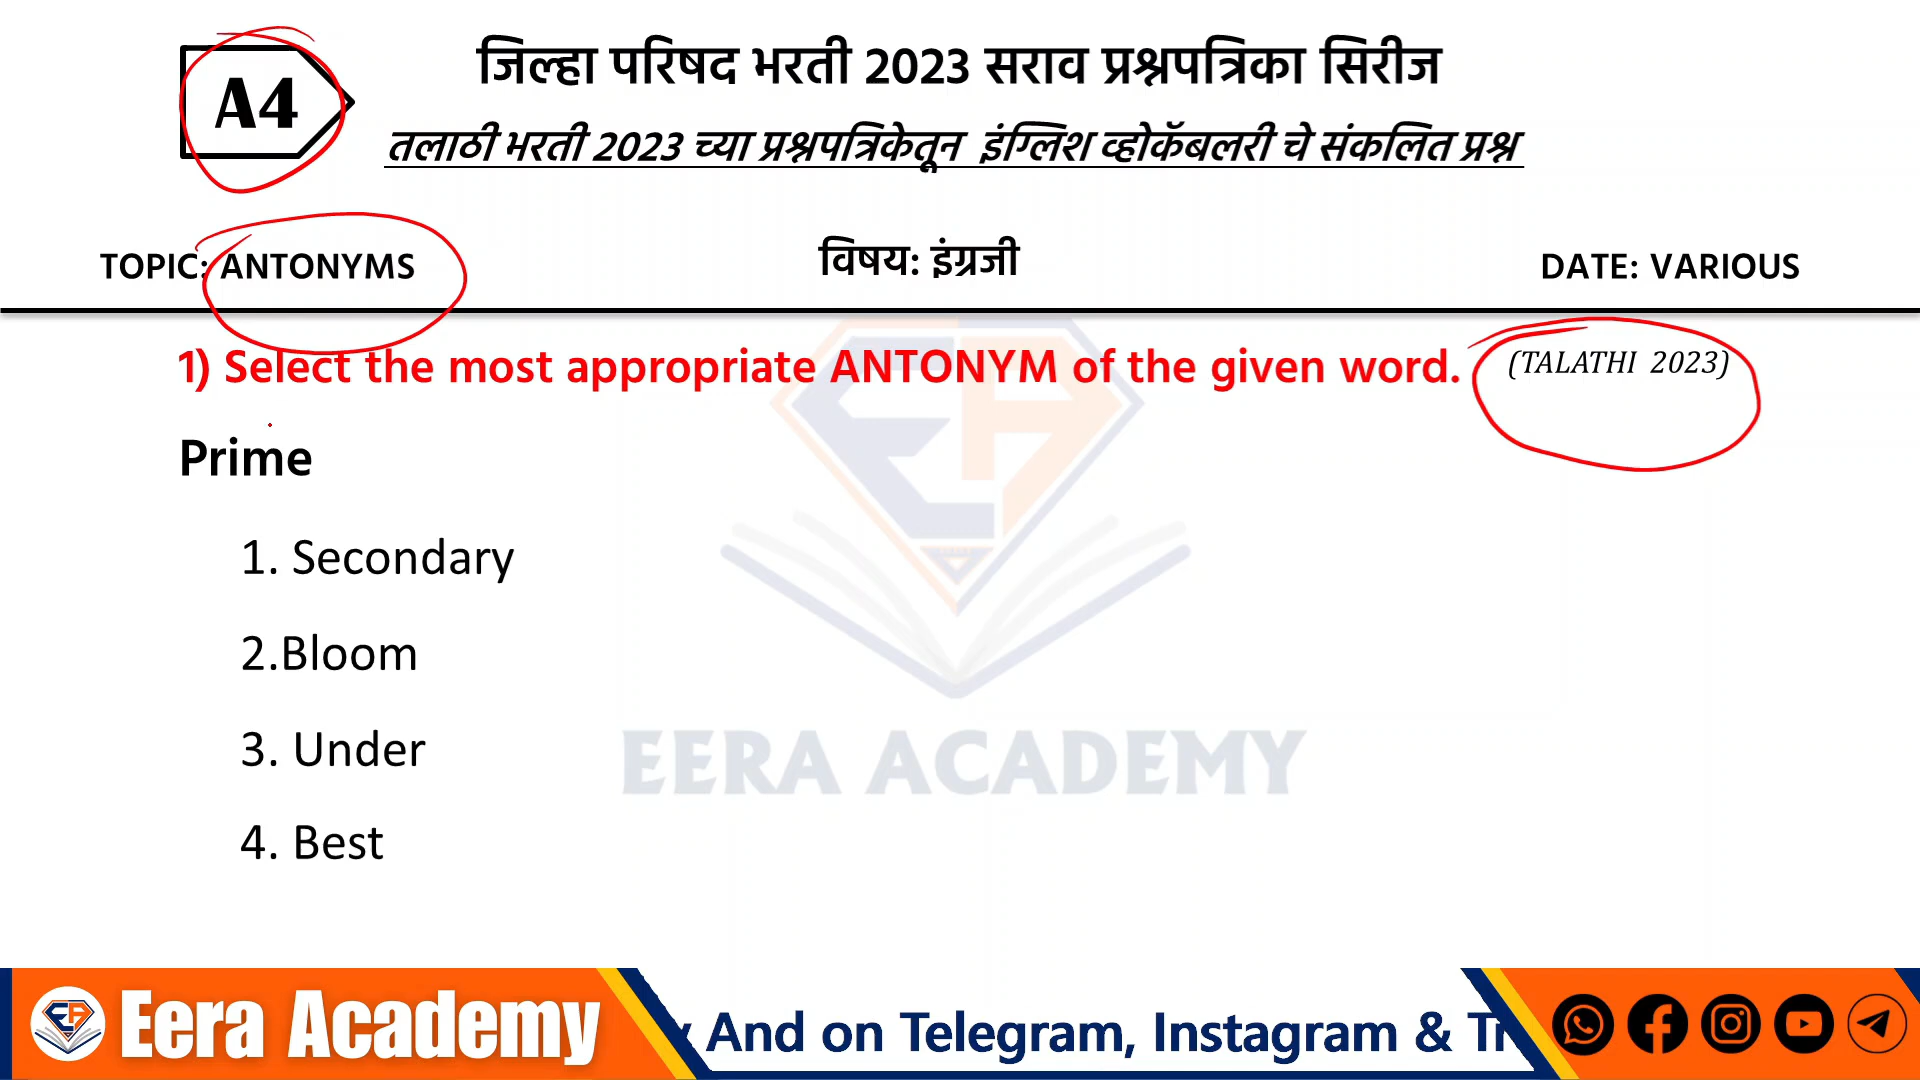 A4
जिल्हा परिषद भरती 2023 सराव प्रश्नपत्रिका सिरीज
तलाठी भरती 2023 च्या प्रश्नपत्रिकेतून इंग्लिश व्होकॅबलरी चे संकलित प्रश्न
TOPIC: ANTONYMS
विषय: इंग्रजी
DATE: VARIOUS
1) Select the most appropriate ANTONYM of the given word.
(TALATHI 2023)
Prime
1. Secondary
2.Bloom
3. Under
4. Best
EERA ACADEMY
Eera Academy
And on Telegram, Instagram &